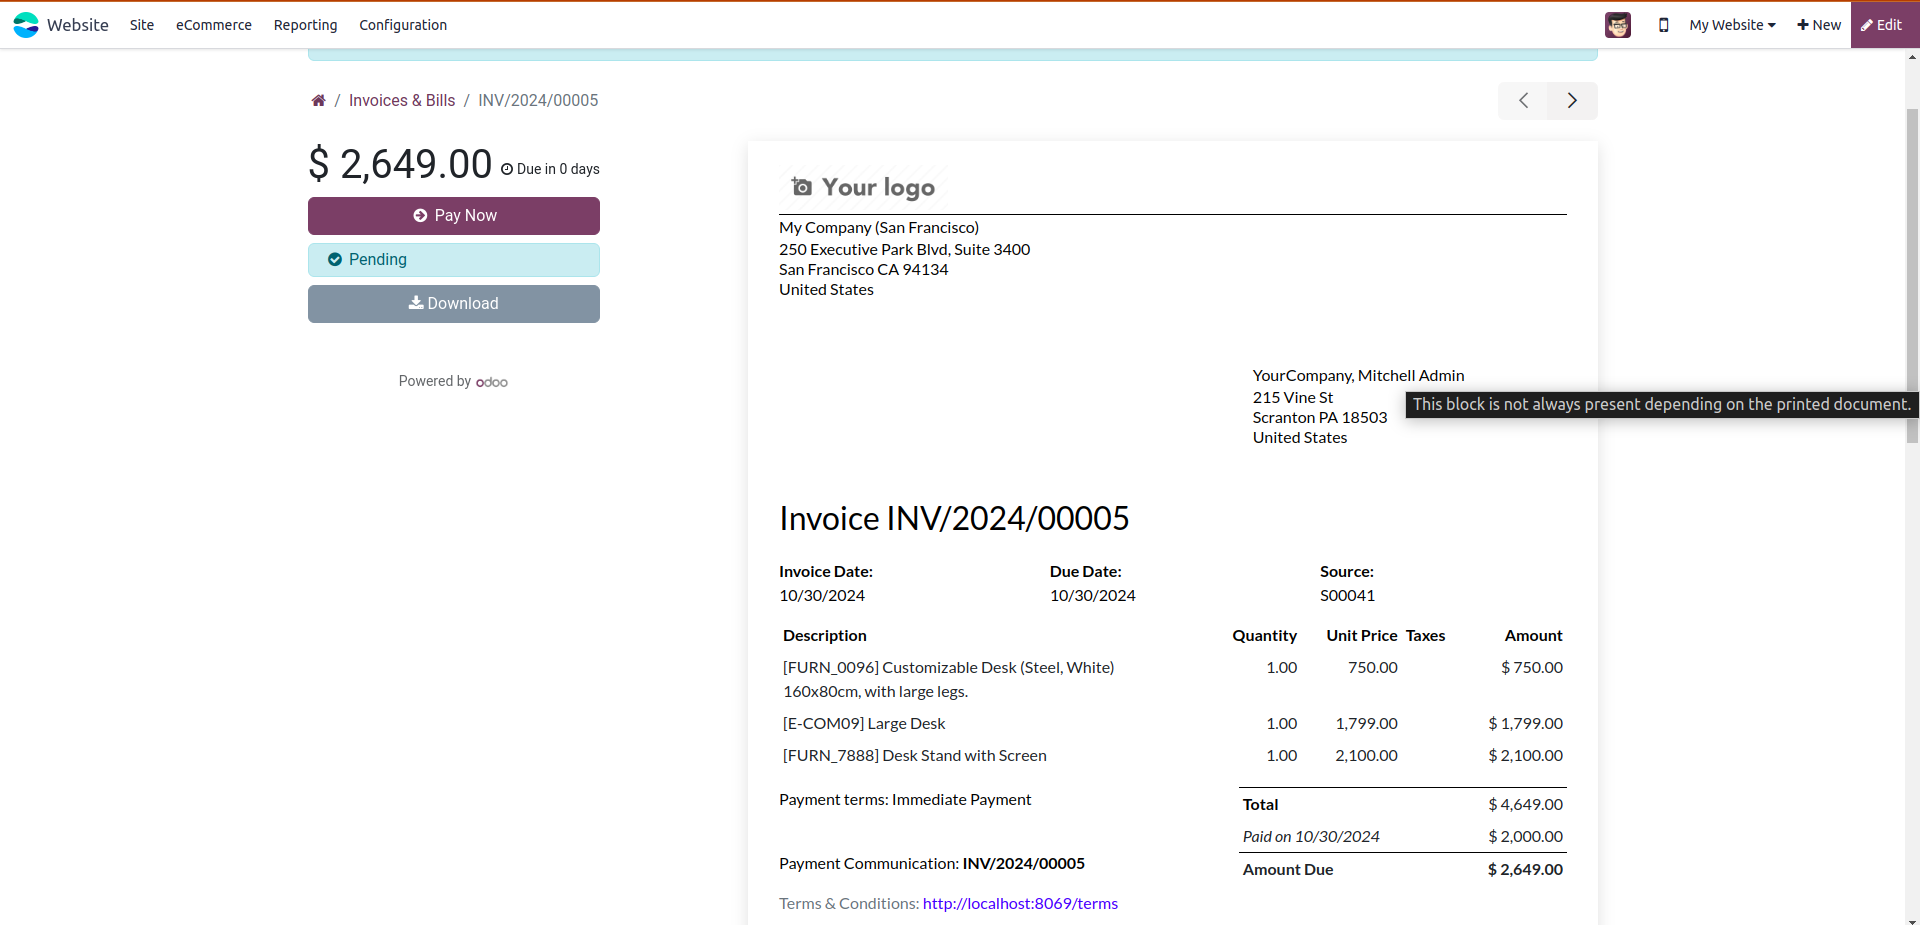 Website Site eCommerce Reporting Configuration My Website New Edit
/ Invoices & Bills / INV/2024/00005
$ 2,649.00 Due in 0 days
Pay Now
Pending
Download
Powered by odoo
Your logo
My Company (San Francisco)
250 Executive Park Blvd, Suite 3400
San Francisco CA 94134
United States
YourCompany, Mitchell Admin
215 Vine St
This block is not always present depending on the printed document.
Scranton PA 18503
United States
Invoice INV/2024/00005
Invoice Date: Due Date: Source:
10/30/2024 10/30/2024 S00041
Description Quantity Unit Price Taxes Amount
[FURN_0096] Customizable Desk (Steel, White) 1.00 750.00 $ 750.00
160x80cm, with large legs.
[E-COM09] Large Desk 1.00 1,799.00 $ 1,799.00
[FURN_7888] Desk Stand with Screen 1.00 2,100.00 $ 2,100.00
Payment terms: Immediate Payment
Total $ 4,649.00
Paid on 10/30/2024 $ 2,000.00
Payment Communication: INV/2024/00005
Amount Due $ 2,649.00
Terms & Conditions: http://localhost:8069/terms